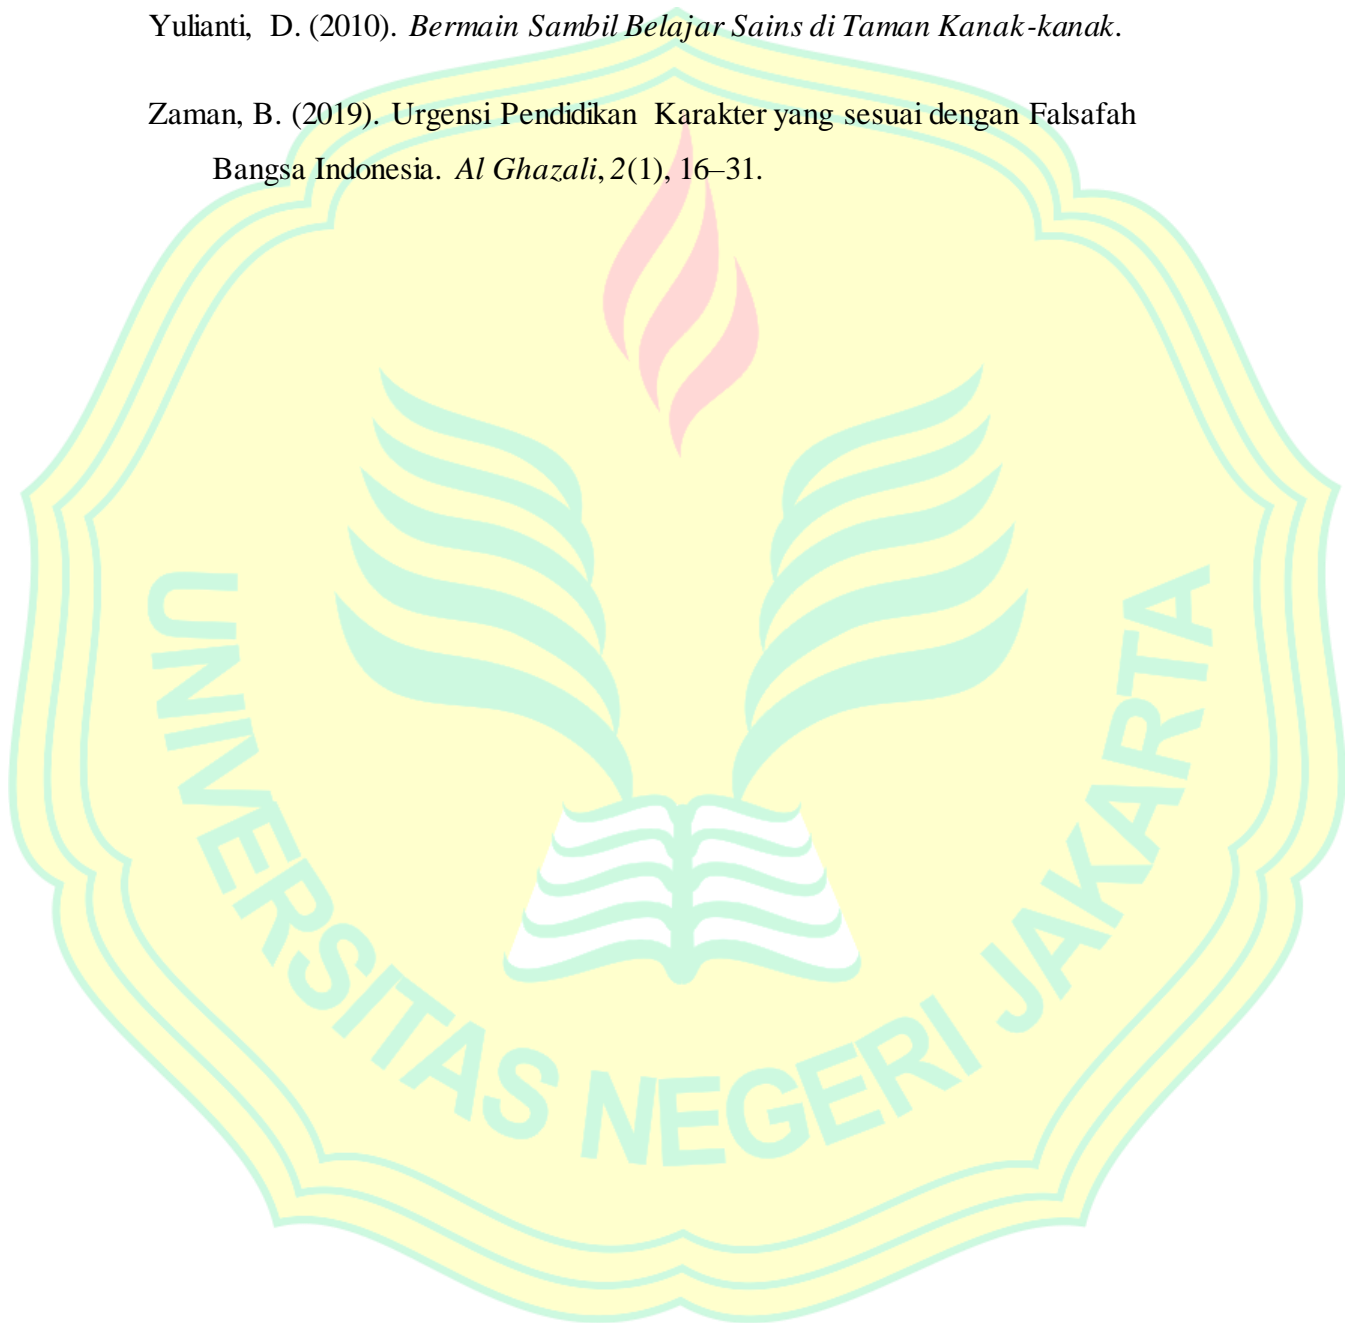 Yulianti, D. (2010). Bermain Sambil Belajar Sains di Taman Kanak-kanak.
Zaman, B. (2019). Urgensi Pendidikan Karakter yang sesuai dengan Falsafah
Bangsa Indonesia. Al Ghazali, 2(1), 16–31.
UNIVERSITAS NEGERI JAKARTA